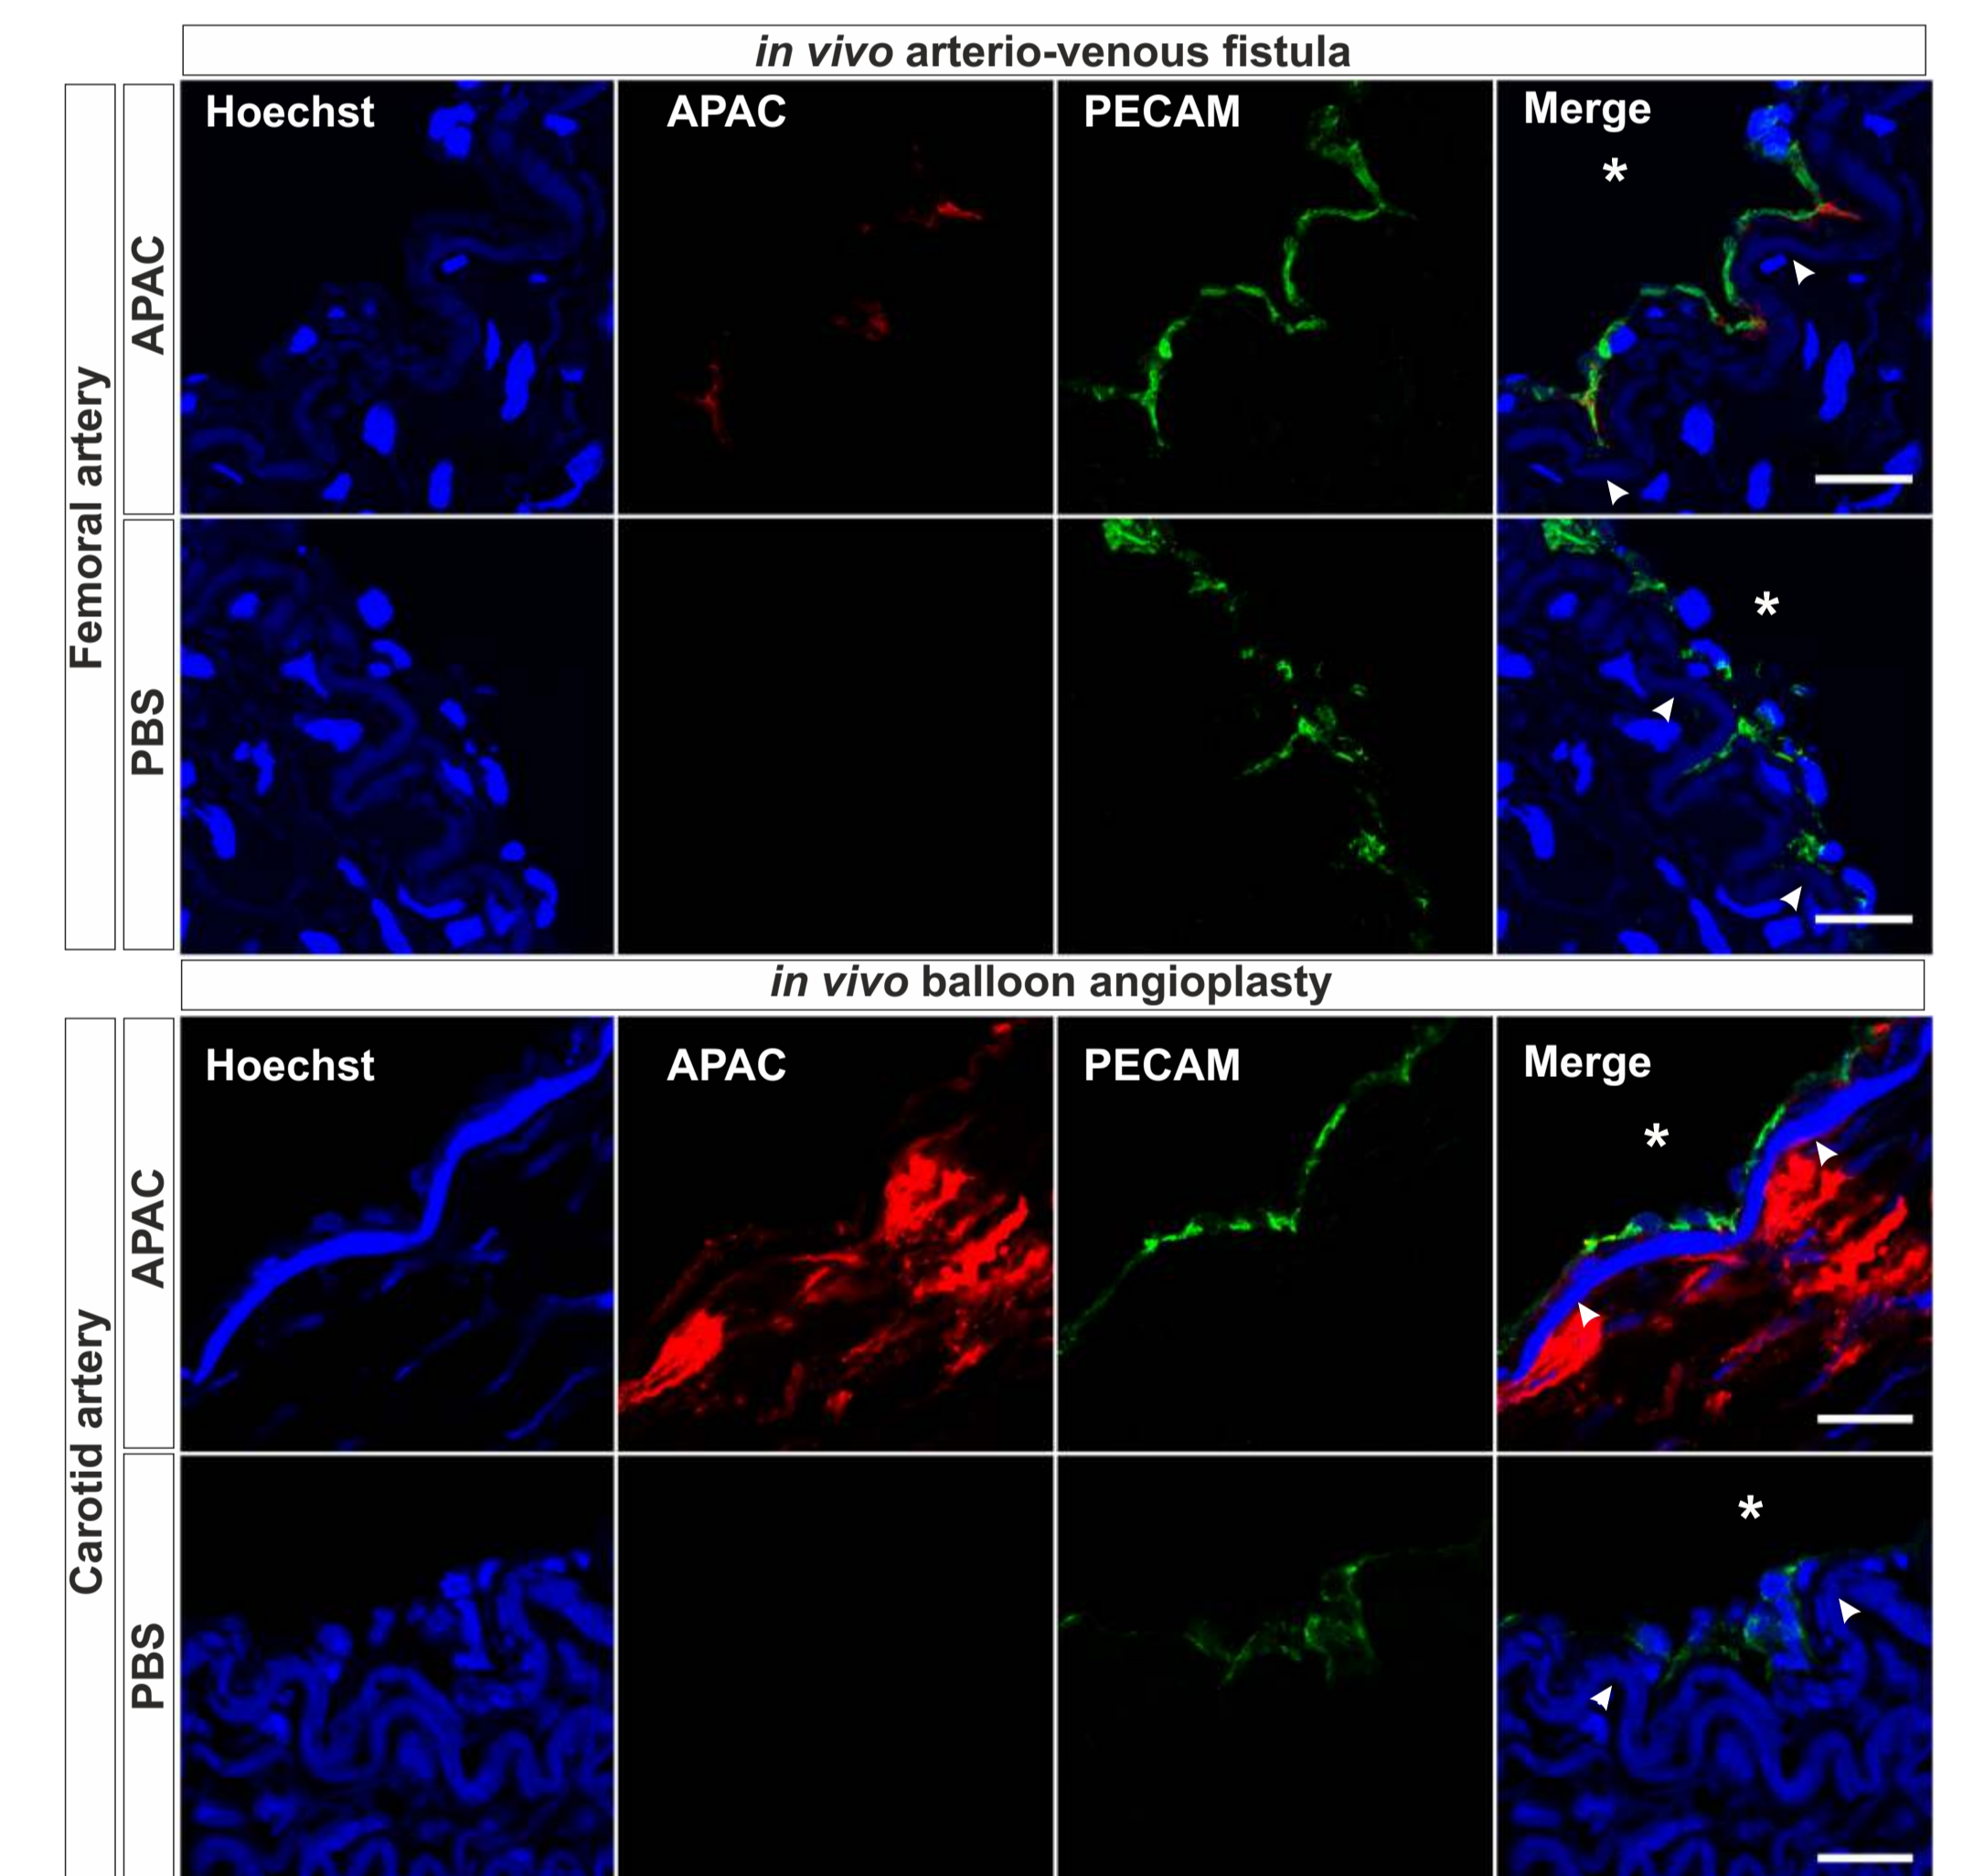 in vivo arterio-venous fistula
Femoral artery
APAC
Hoechst
APAC
PECAM
Merge
*
PBS
*
in vivo balloon angioplasty
Carotid artery
APAC
Hoechst
APAC
PECAM
Merge
*
PBS
*